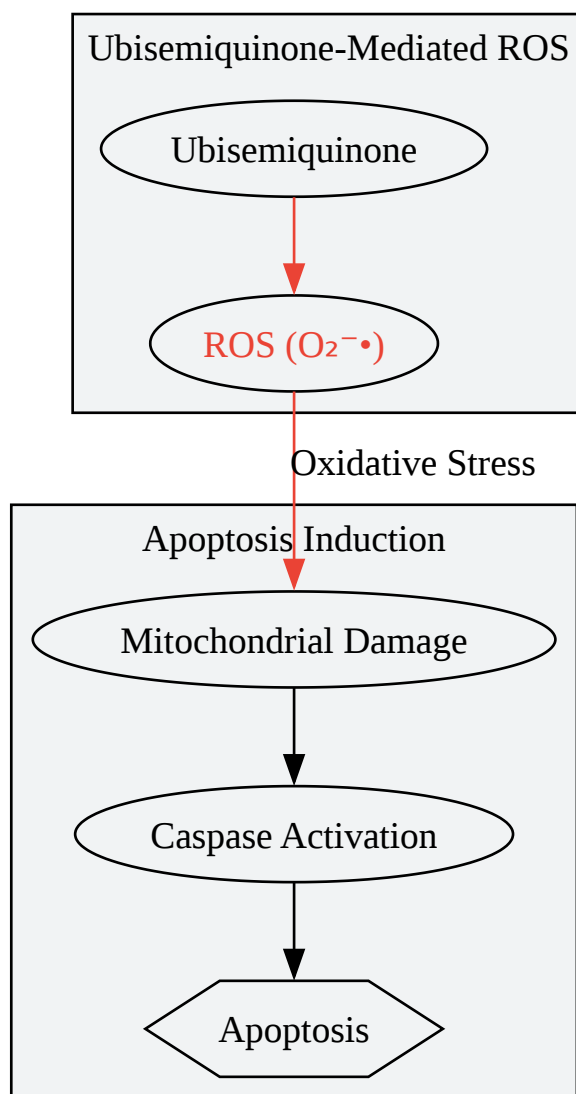 Ubisemiquinone-Mediated ROS
Ubisemiquinone
ROS (O₂⁻•)
Oxidative Stress
Apoptosis Induction
Mitochondrial Damage
Caspase Activation
Apoptosis